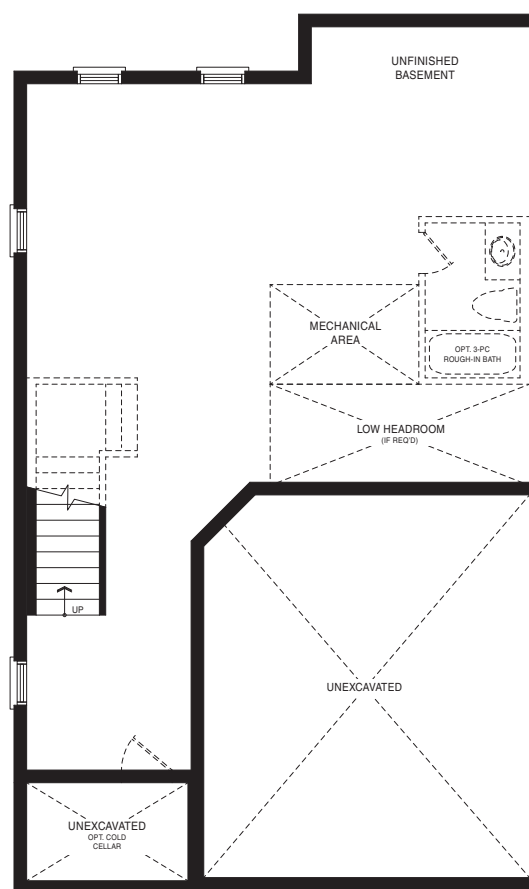 UNFINISHED
BASEMENT
MECHANICAL
AREA
OPT. 3-PC
ROUGH-IN BATH
LOW HEADROOM
(IF REQ'D)
UP
UNEXCAVATED
UNEXCAVATED
OPT. COLD
CELLAR